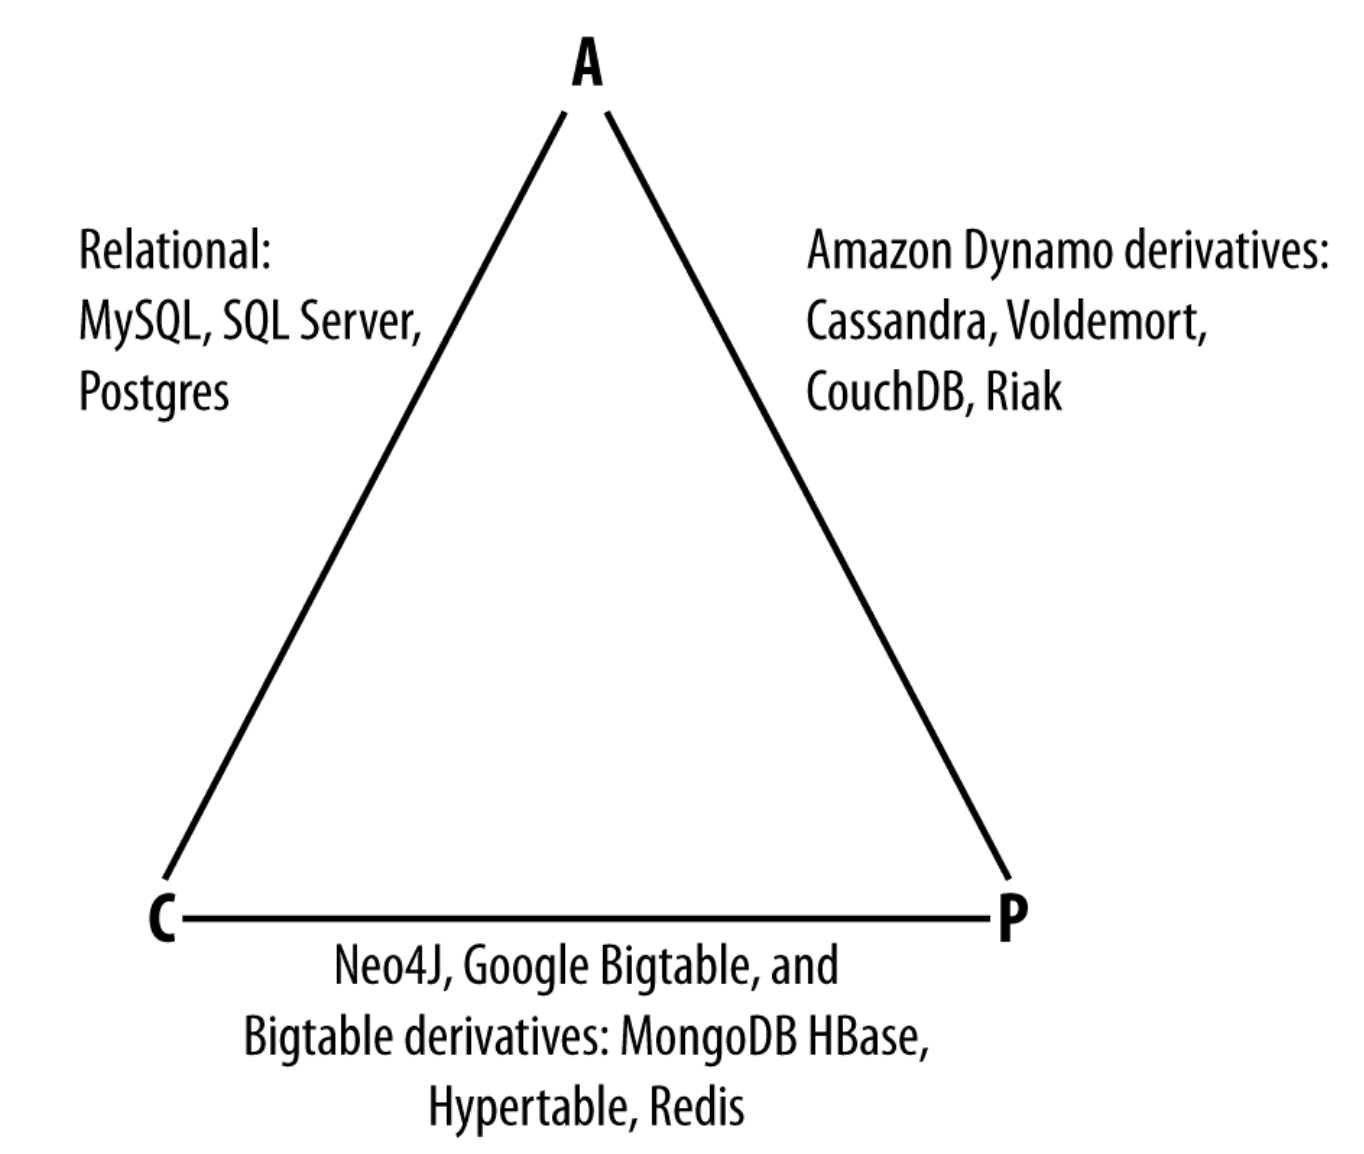 A
Relational:
MySQL, SQL Server,
Postgres
Amazon Dynamo derivatives:
Cassandra, Voldemort,
CouchDB, Riak
C
P
Neo4J, Google Bigtable, and
Bigtable derivatives: MongoDB HBase,
Hypertable, Redis